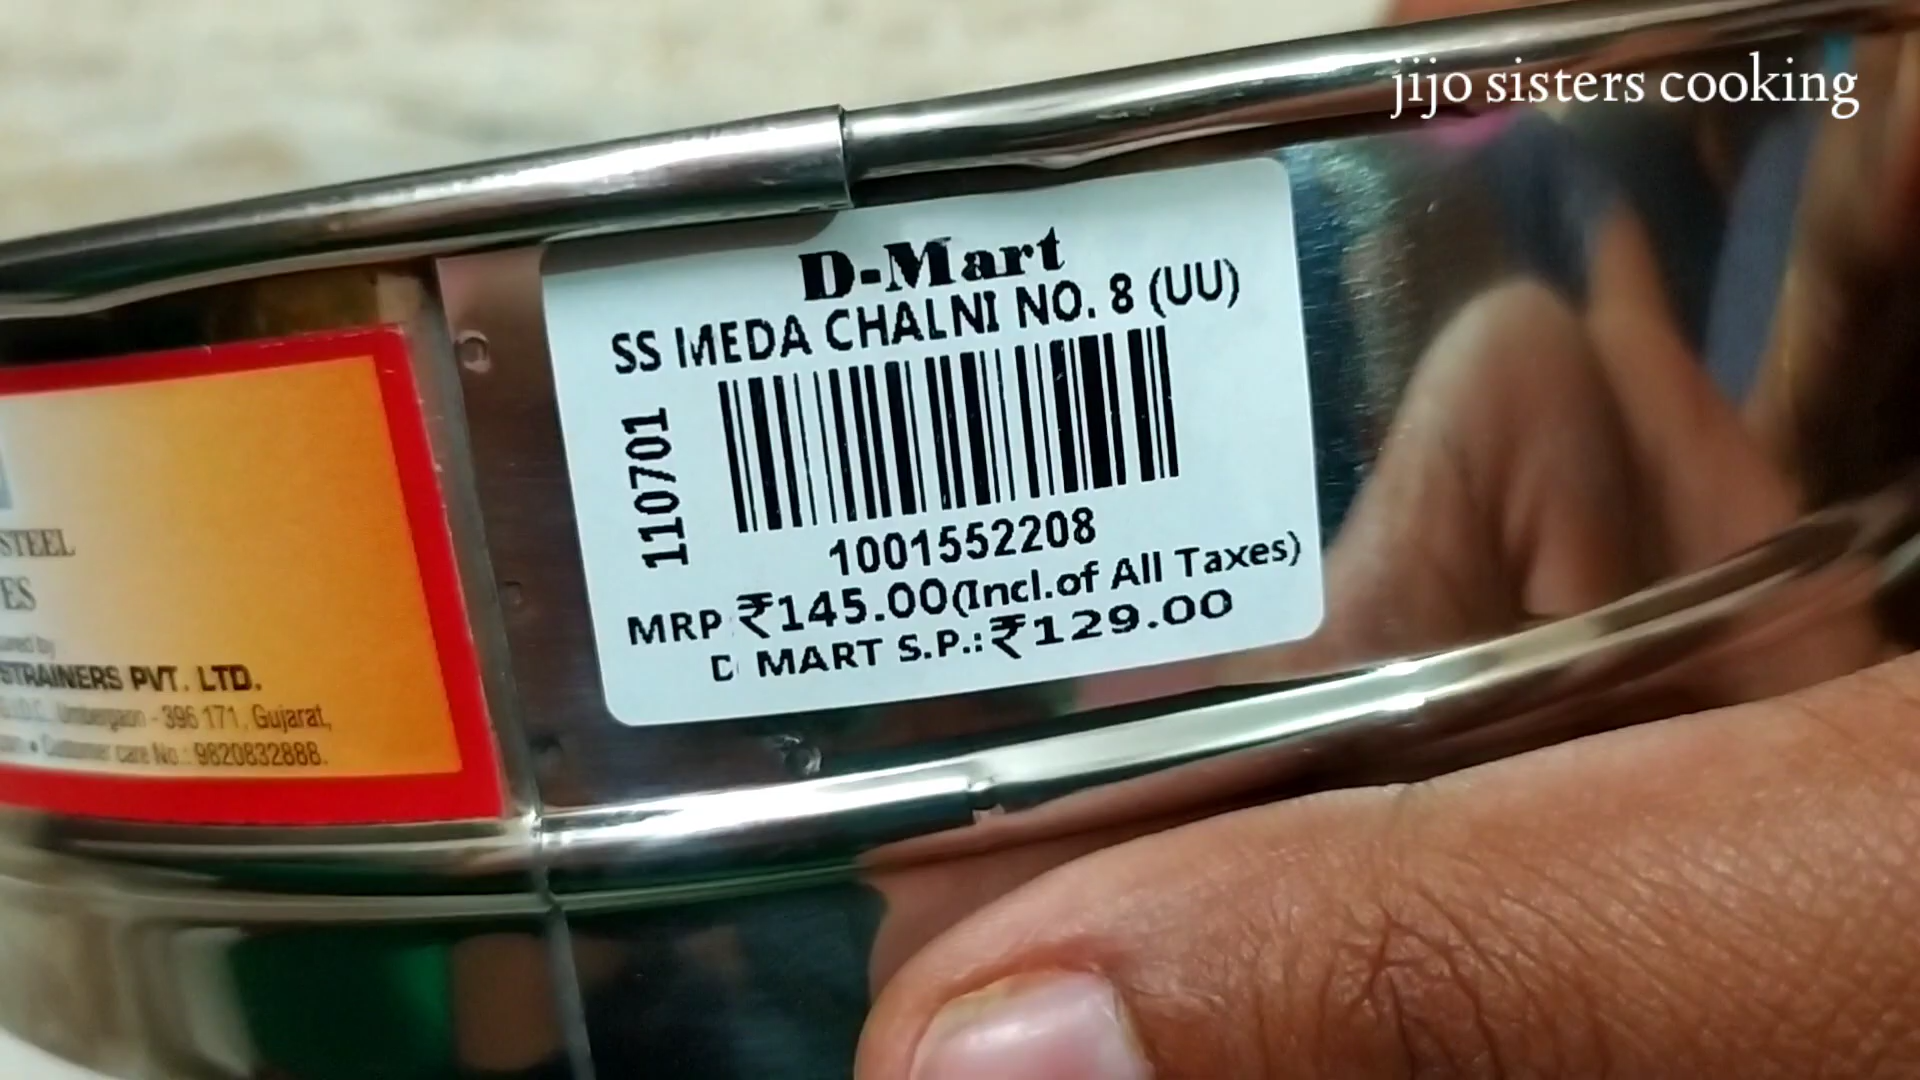 jijo sisters cooking
D-Mart
SS MEDA CHALNI NO. 8 (UU)
110701
1001552208
MRP ₹145.00(Incl.of All Taxes)
D MART S.P.:₹129.00
STEEL
ES
STRAINERS PVT. LTD.
Umbergaon - 396 171, Gujarat,
Customer care No.: 9820832888.